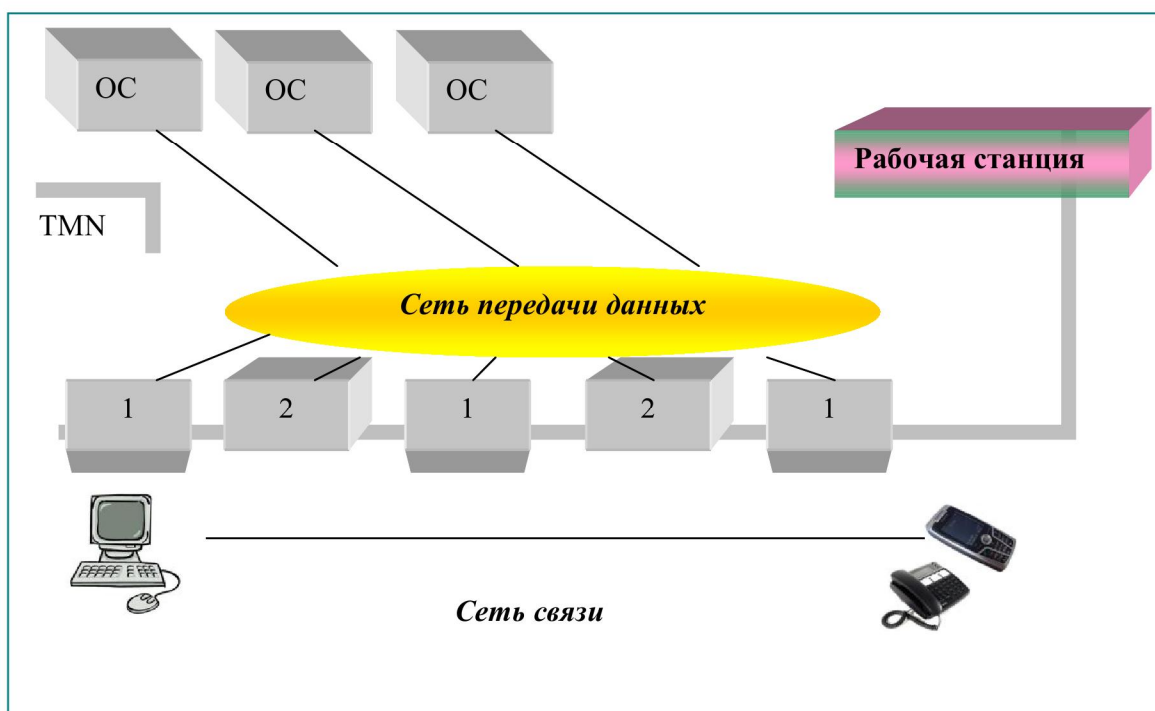 ОС
ОС
ОС
Рабочая станция
TMN
Сеть передачи данных
1
2
1
2
1
Сеть связи